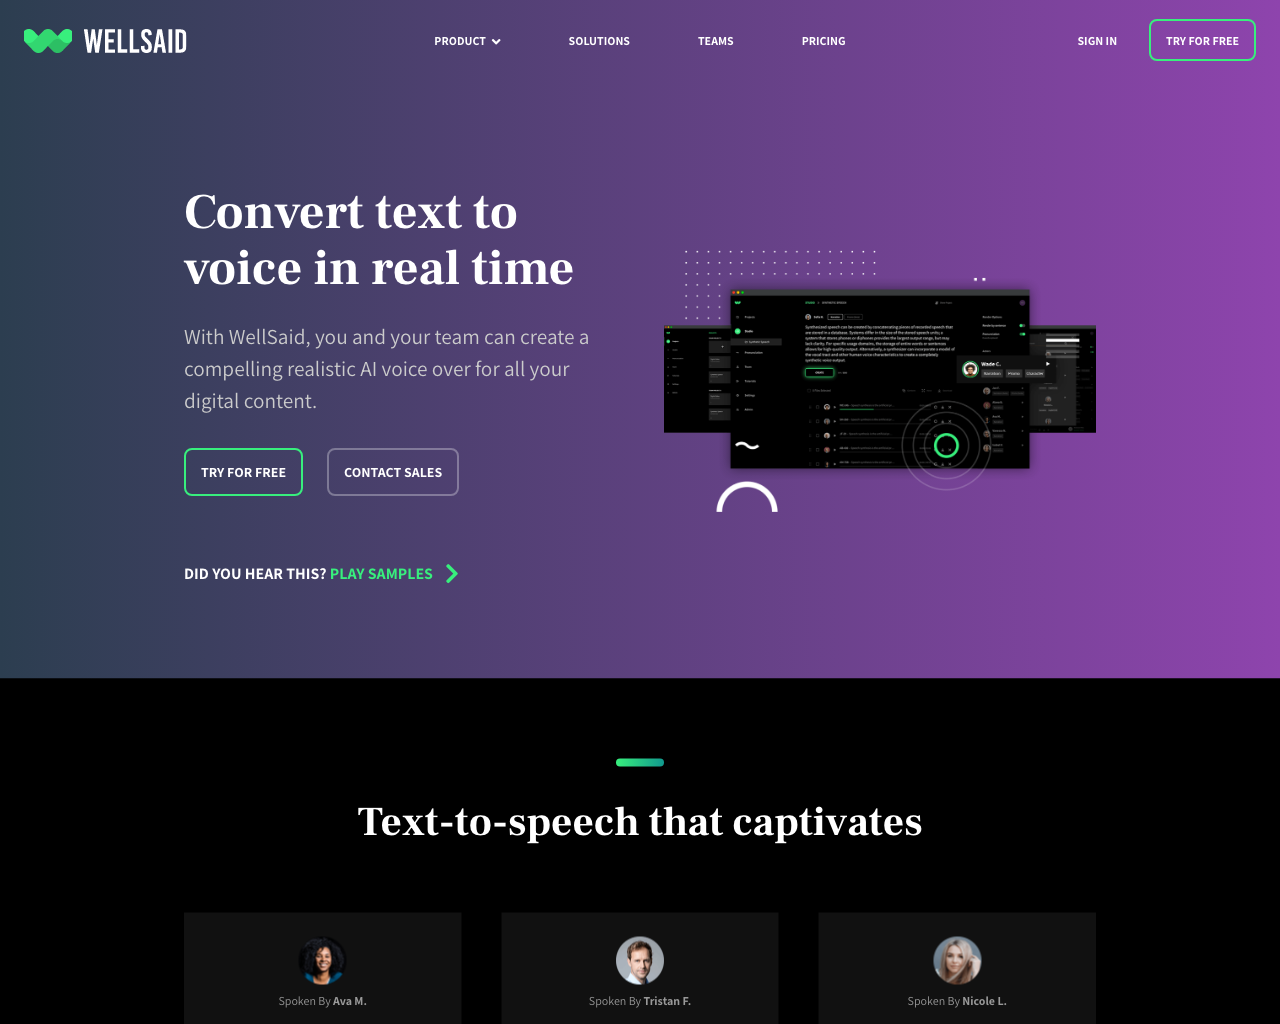 WELLSAID
PRODUCT
SOLUTIONS
TEAMS
PRICING
SIGN IN
TRY FOR FREE
Convert text to
voice in real time
With WellSaid, you and your team can create a
compelling realistic AI voice over for all your
digital content.
TRY FOR FREE
CONTACT SALES
Wade C.
DID YOU HEAR THIS? PLAY SAMPLES
Text-to-speech that captivates
Spoken By Ava M.
Spoken By Tristan F.
Spoken By Nicole L.